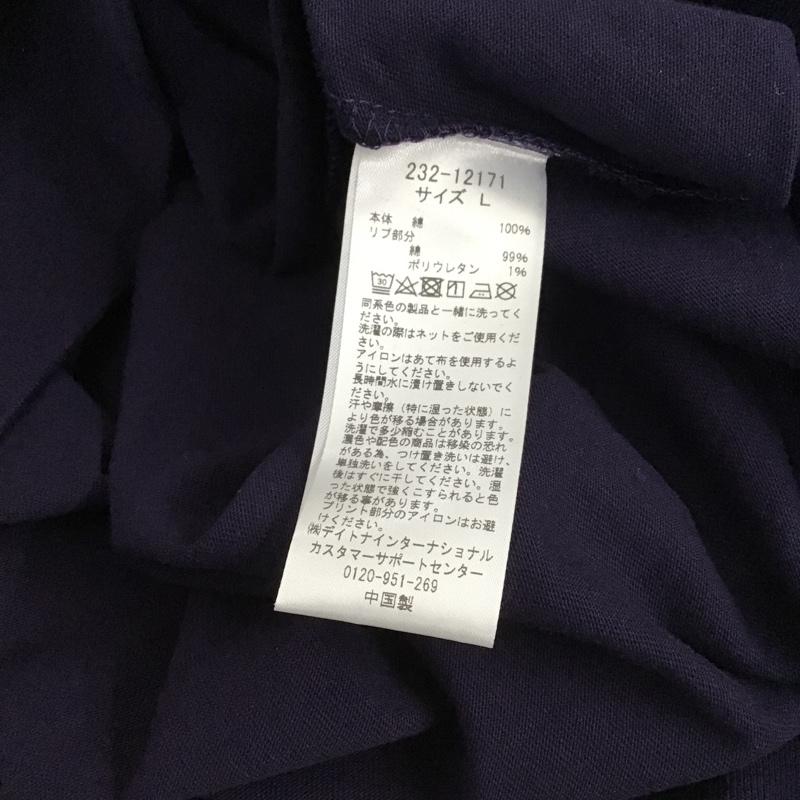 232-12171
サイズ L
本体 綿 100%
リブ部分
綿 99%
ポリウレタン 1%
30
同系色の製品と一緒に洗ってく
ださい。
洗濯の際はネットをご使用くだ
さい。
アイロンはあて布を使用するよ
うにしてください。
長時間水に漬け置きしないでく
ださい。
汗や摩擦（特に湿った状態）に
より色が移る場合があります。
洗濯で多少縮むことがあります。
濃色や配色の商品は移染の恐れ
がある為、つけ置き洗いは避け、
単独洗いをしてください。洗濯
後はすぐに干してください。湿
った状態で強くこすられると色
が移る事があります。
プリント部分のアイロンはお避
けください。
㈱デイトナインターナショナル
カスタマーサポートセンター
0120-951-269
中国製